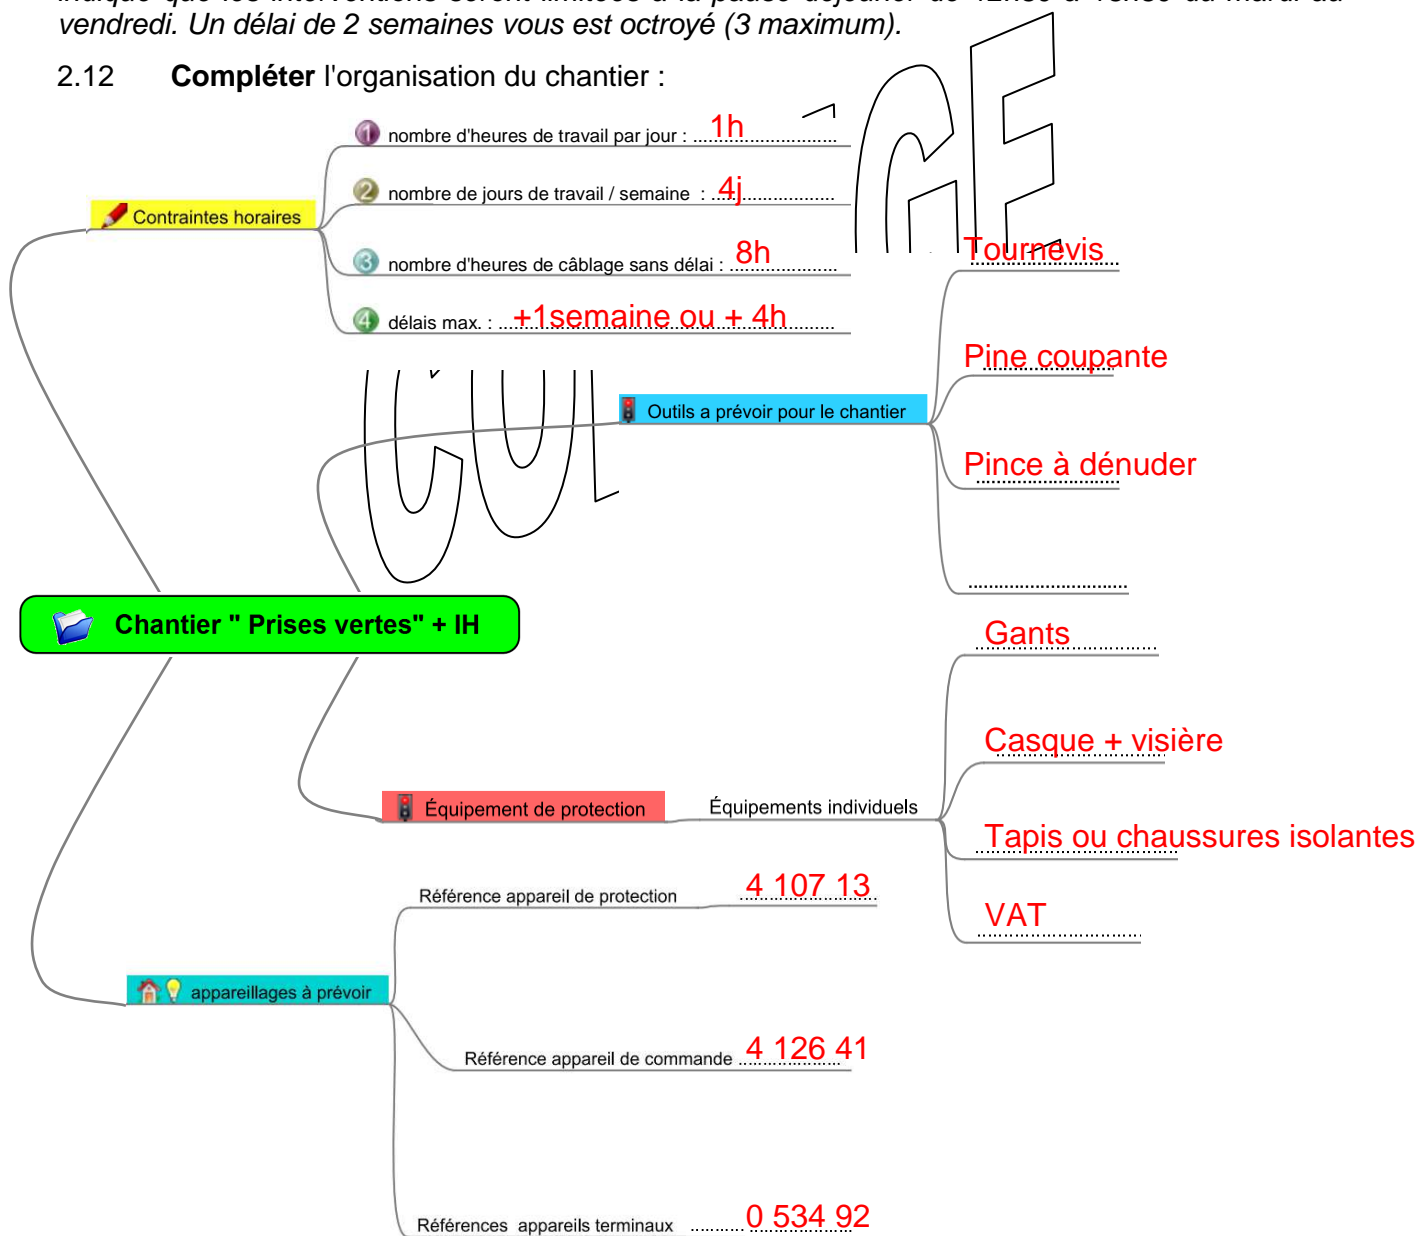 vendredi. Un délai de 2 semaines vous est octroyé (3 maximum).
2.12 Compléter l'organisation du chantier :
1 nombre d'heures de travail par jour : 1h
2 nombre de jours de travail / semaine : 4j
Contraintes horaires
3 nombre d'heures de câblage sans délai : 8h
4 délais max. : +1semaine ou + 4h
Tournevis
Pine coupante
Outils a prévoir pour le chantier
Pince à dénuder
Chantier " Prises vertes" + IH
Gants
Casque + visière
Équipement de protection
Équipements individuels
Tapis ou chaussures isolantes
VAT
Référence appareil de protection 4 107 13
appareillages à prévoir
Référence appareil de commande 4 126 41
Références appareils terminaux 0 534 92